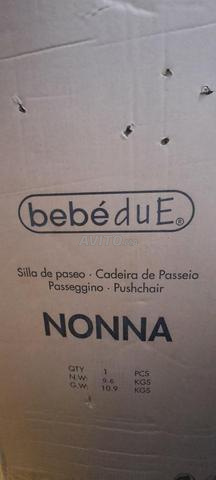 bebéduE®
AVITO
Silla de paseo · Cadeira de Passeio
Passeggino · Pushchair
NONNA
QTY 1 PCS
N.W: 9.6 KGS
G.W: 10.9 KGS